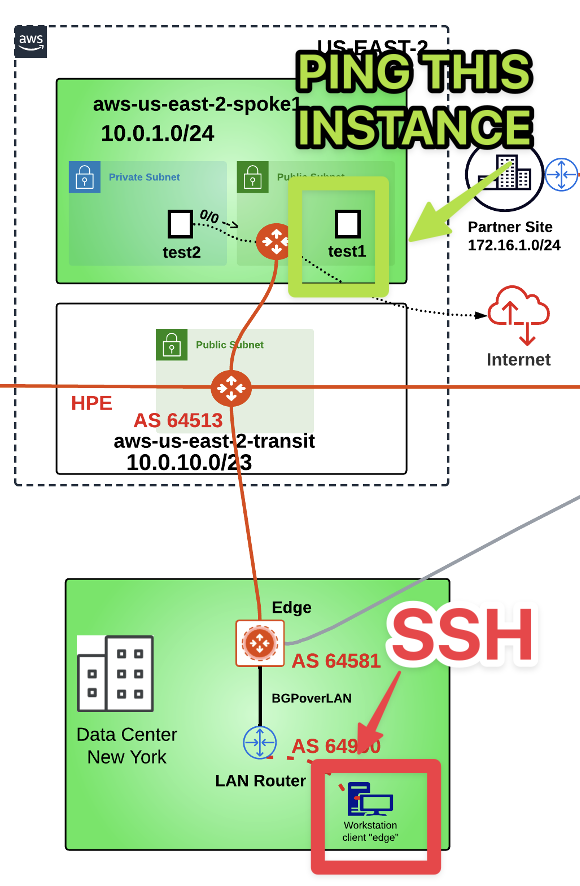 aws
US-EAST-2
PING THIS
INSTANCE
aws-us-east-2-spoke1
10.0.1.0/24
Private Subnet
Public Subnet
0/0 -->
test2
test1
Partner Site
172.16.1.0/24
Internet
Public Subnet
HPE
AS 64513
aws-us-east-2-transit
10.0.10.0/23
Edge
SSH
AS 64581
BGPoverLAN
Data Center
New York
LAN Router
Workstation
client "edge"